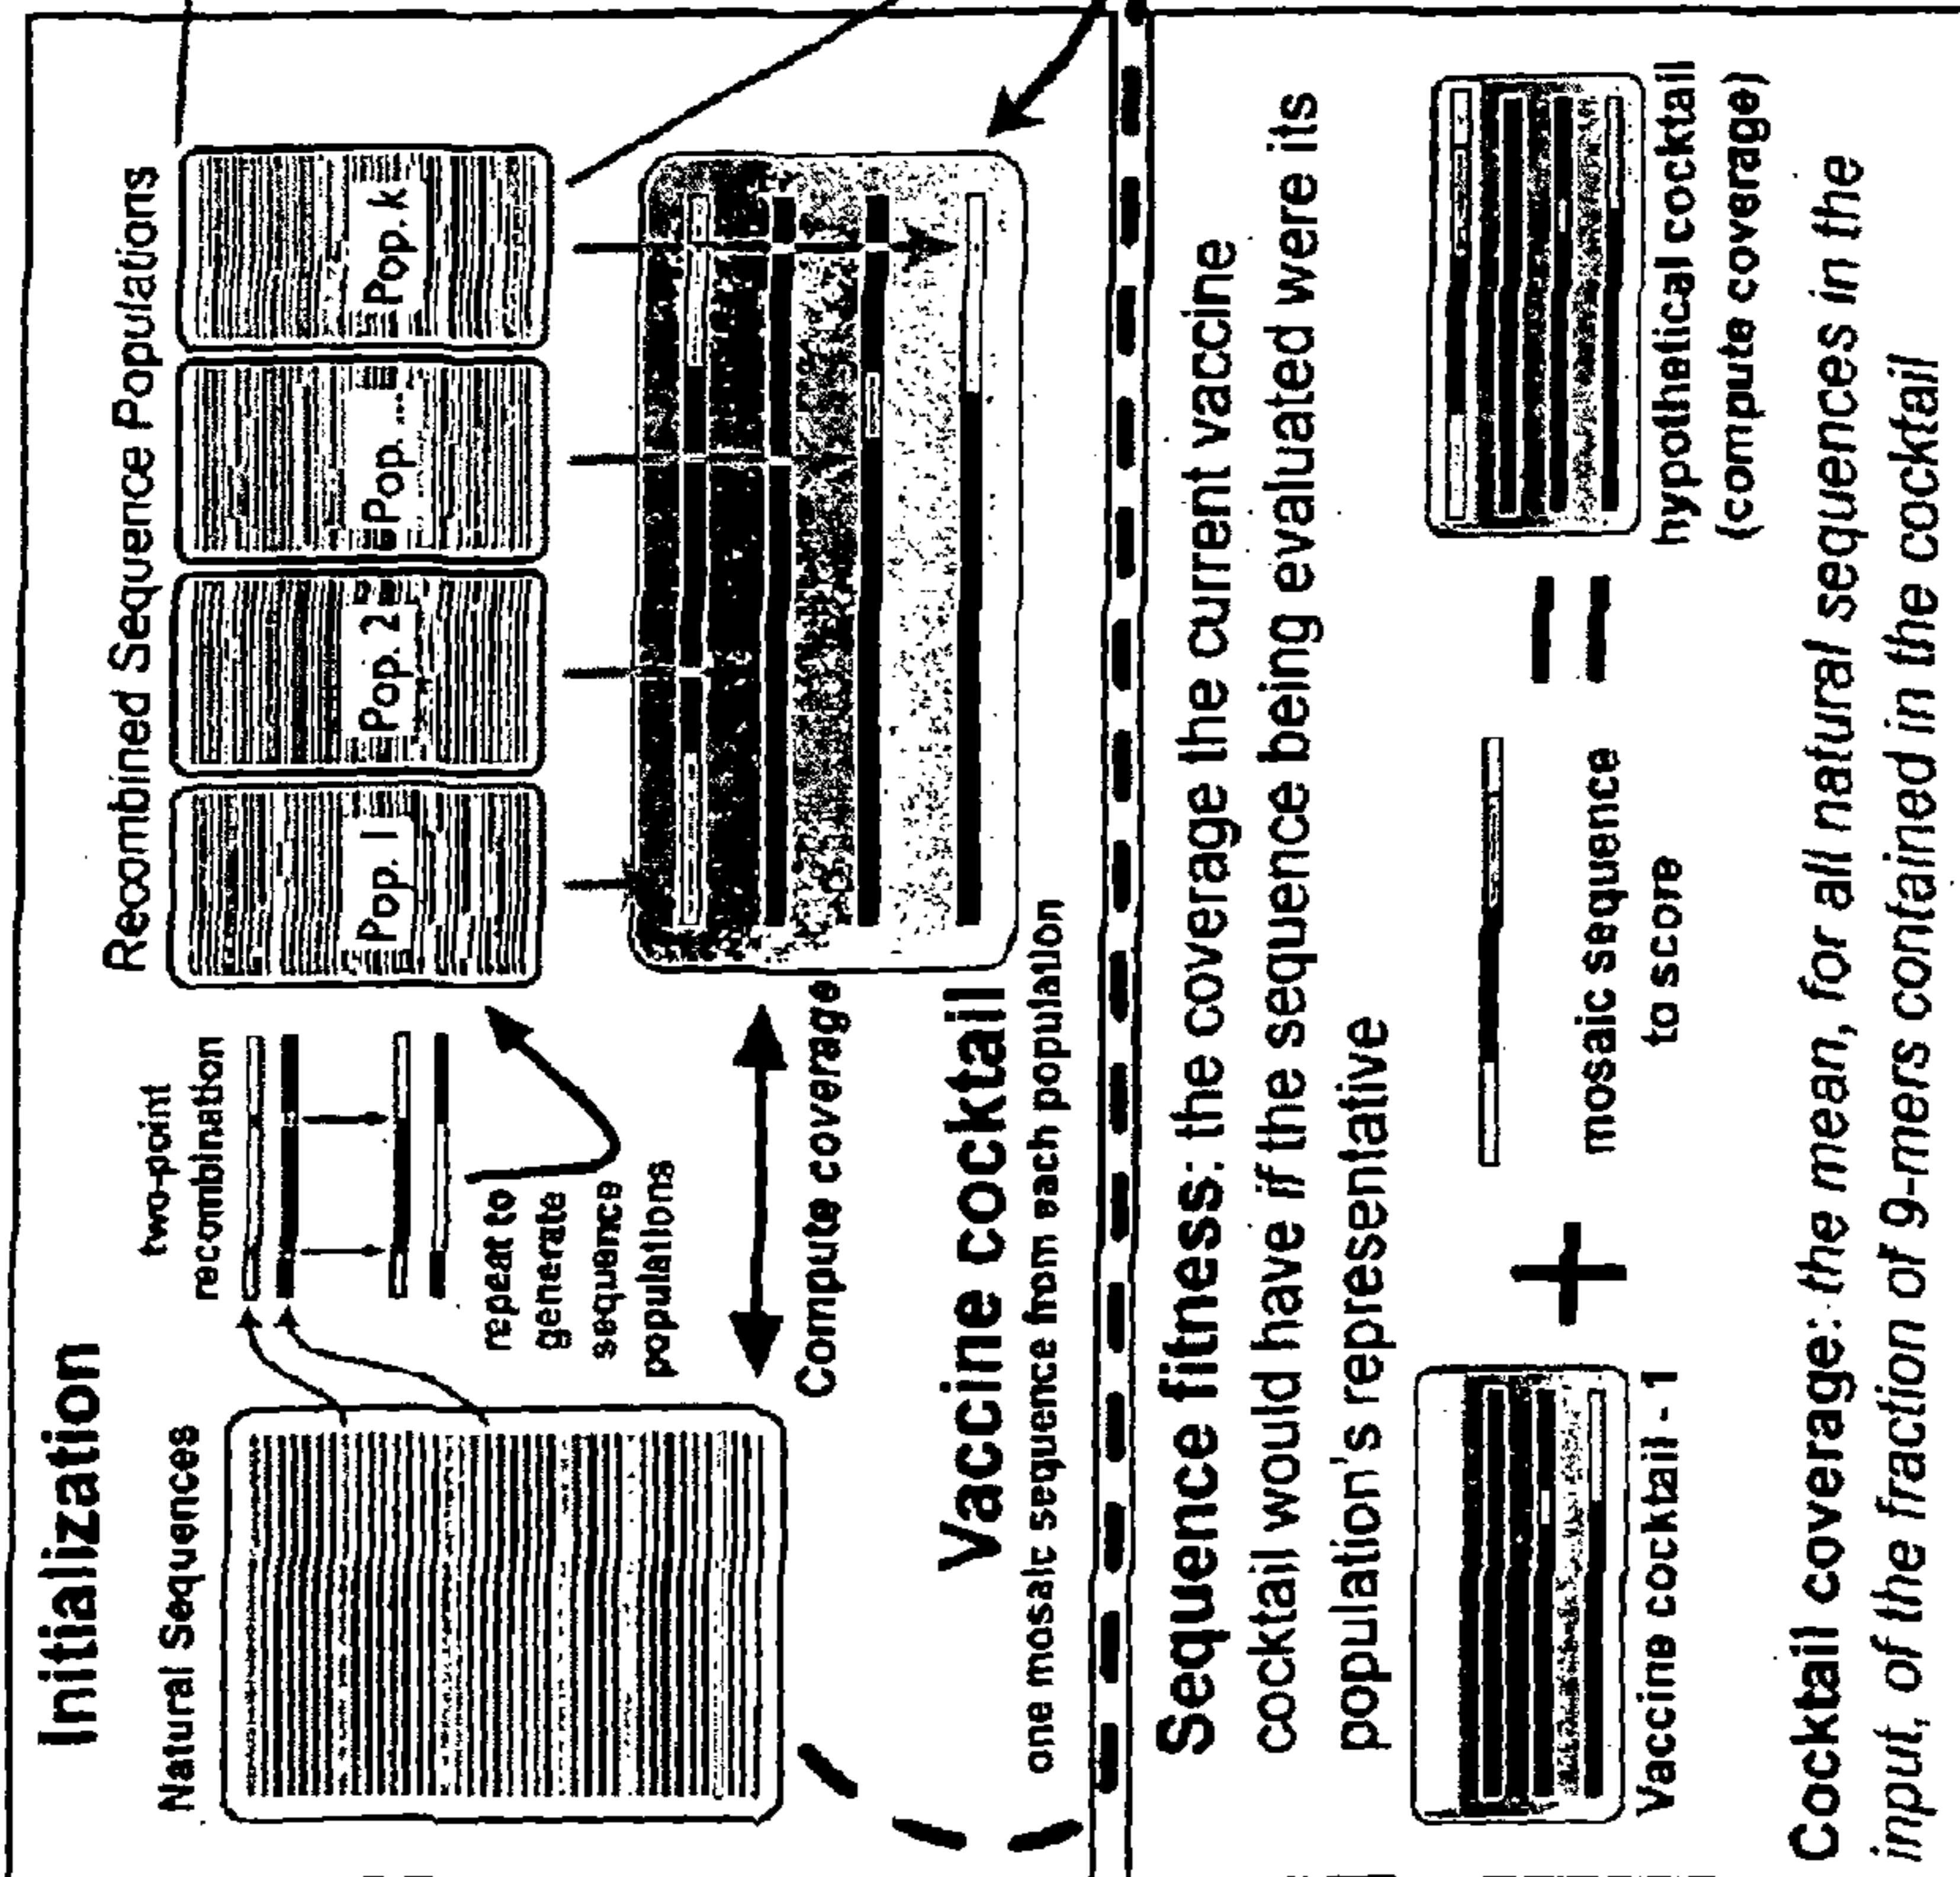 Initialization
Natural Sequences
two-point
recombination
repeat to
generate
sequence
populations
Recombined Sequence Populations
Pop. 1
Pop. 2
Pop. ...
Pop. k
Compute coverage
Vaccine cocktail
one mosaic sequence from each population
Sequence fitness: the coverage the current vaccine
cocktail would have if the sequence being evaluated were its
population's representative
Vaccine cocktail - 1
+
mosaic sequence
to score
=
hypothetical cocktail
(compute coverage)
Cocktail coverage: the mean, for all natural sequences in the
input, of the fraction of 9-mers contained in the cocktail